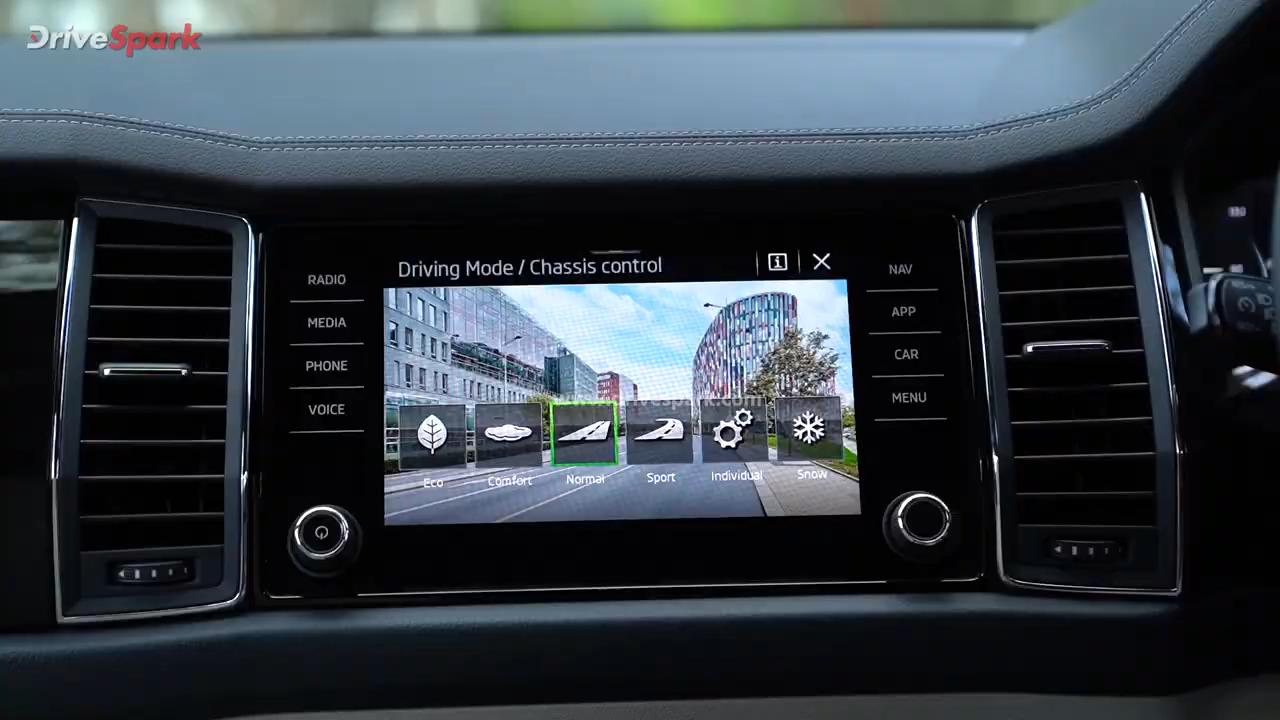 DriveSpark
Driving Mode / Chassis control
RADIO
MEDIA
PHONE
VOICE
NAV
APP
CAR
MENU
Eco
Comfort
Normal
Sport
Individual
Snow